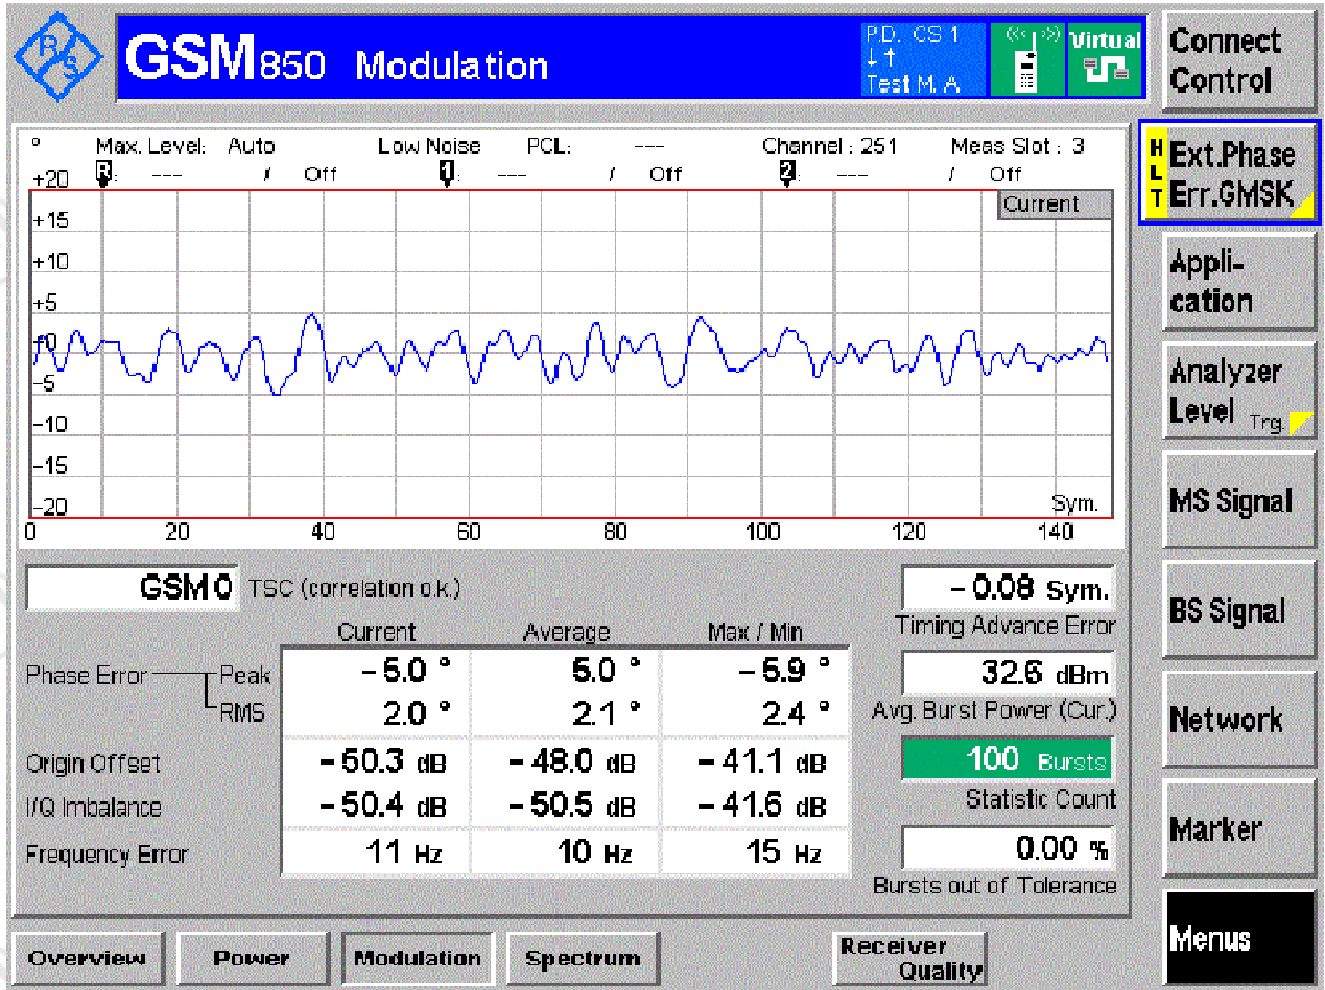 R/S
GSM850 Modulation
P.D. CS 1
↓↑
Test M. A.
Virtual
Connect
Control
° Max. Level: Auto Low Noise PCL: --- Channel : 251 Meas Slot : 3
R: --- / Off 1: --- / Off 2: --- / Off
Current
+20
+15
+10
+5
+0
-5
-10
-15
-20
Sym.
0 20 40 60 80 100 120 140
GSM 0 TSC (correlation o.k.)
Current Average Max / Min
Phase Error Peak – 5.0 ° 5.0 ° – 5.9 °
RMS 2.0 ° 2.1 ° 2.4 °
Origin Offset – 50.3 dB – 48.0 dB – 41.1 dB
I/Q Imbalance – 50.4 dB – 50.5 dB – 41.6 dB
Frequency Error 11 Hz 10 Hz 15 Hz
– 0.08 Sym.
Timing Advance Error
32.6 dBm
Avg. Burst Power (Cur.)
100 Bursts
Statistic Count
0.00 %
Bursts out of Tolerance
HLT
Ext.Phase
Err.GMSK
Appli-
cation
Analyzer
Level Trg.
MS Signal
BS Signal
Network
Marker
Menus
Overview Power Modulation Spectrum Receiver
Quality